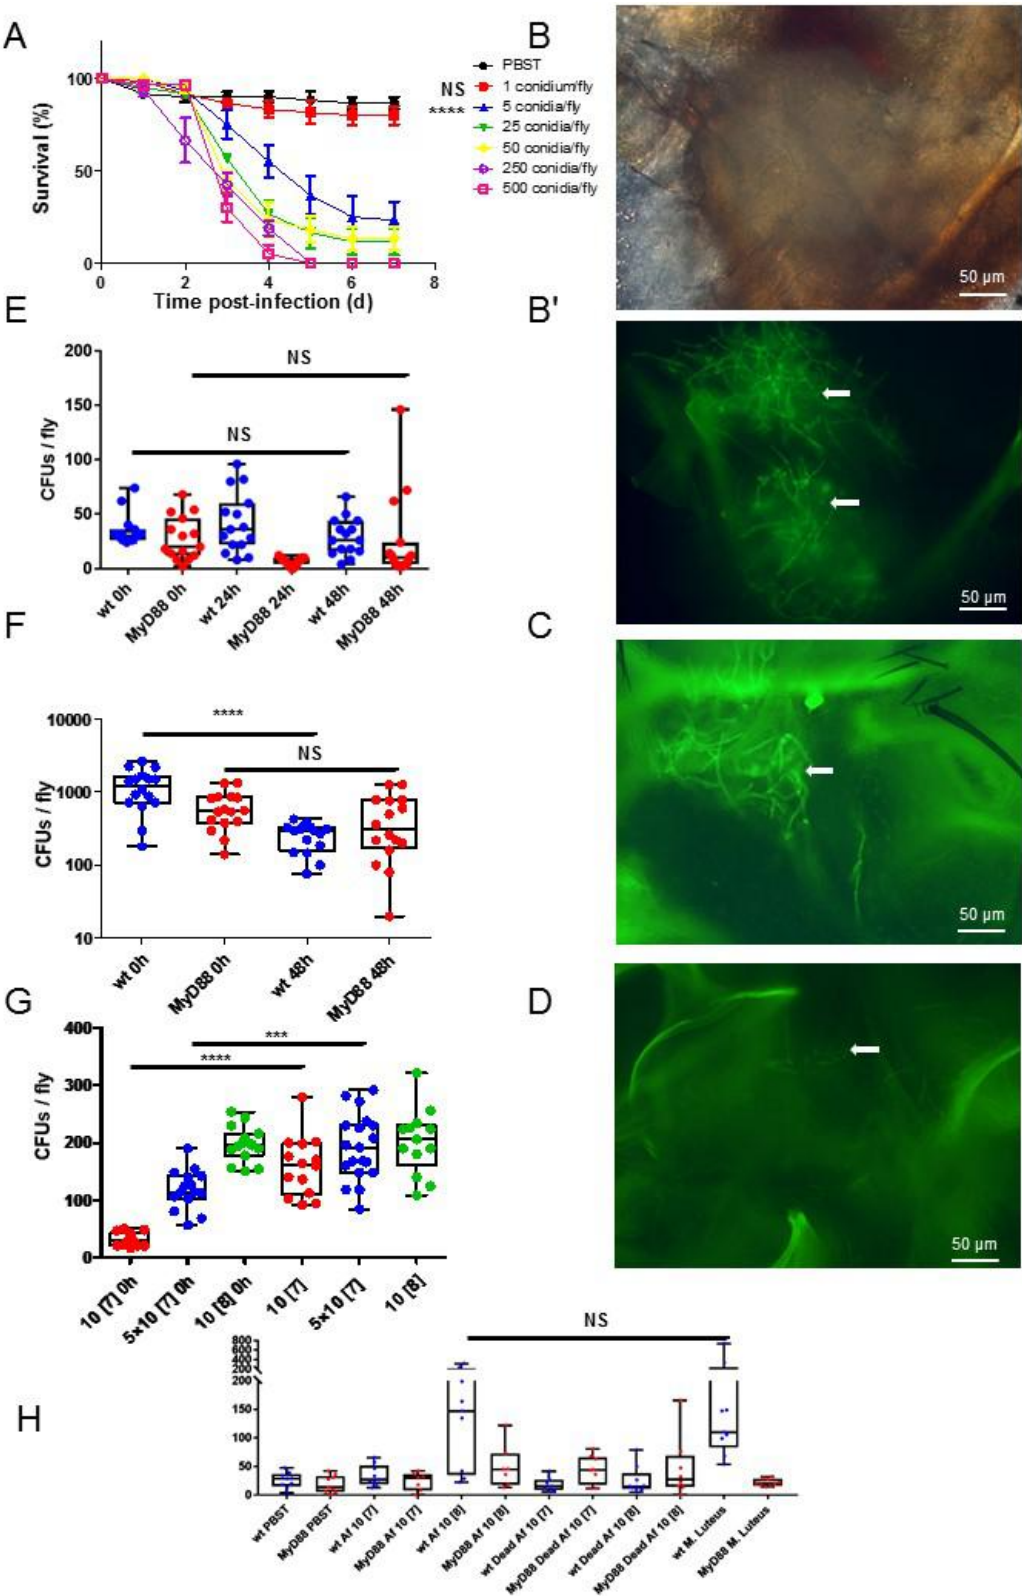 A
100
50
0
Survival (%)
0 2 4 6 8
Time post-infection (d)
NS
****
PBST
1 conidium/fly
5 conidia/fly
25 conidia/fly
50 conidia/fly
250 conidia/fly
500 conidia/fly
B
50 µm
E
200
150
100
50
0
CFUs / fly
NS
NS
wt 0h
MyD88 0h
wt 24h
MyD88 24h
wt 48h
MyD88 48h
B'
50 µm
F
10000
1000
100
10
CFUs / fly
****
NS
wt 0h
MyD88 0h
wt 48h
MyD88 48h
C
50 µm
G
400
300
200
100
0
CFUs / fly
***
****
10 [7] 0h
5×10 [7] 0h
10 [8] 0h
10 [7]
5×10 [7]
10 [8]
D
50 µm
H
800
600
400
200
200
150
100
50
0
NS
wt PBST
MyD88 PBST
wt Af 10 [7]
MyD88 Af 10 [7]
wt Af 10 [8]
MyD88 Af 10 [8]
wt Dead Af 10 [7]
MyD88 Dead Af 10 [7]
wt Dead Af 10 [8]
MyD88 Dead Af 10 [8]
wt M. Luteus
MyD88 M. Luteus